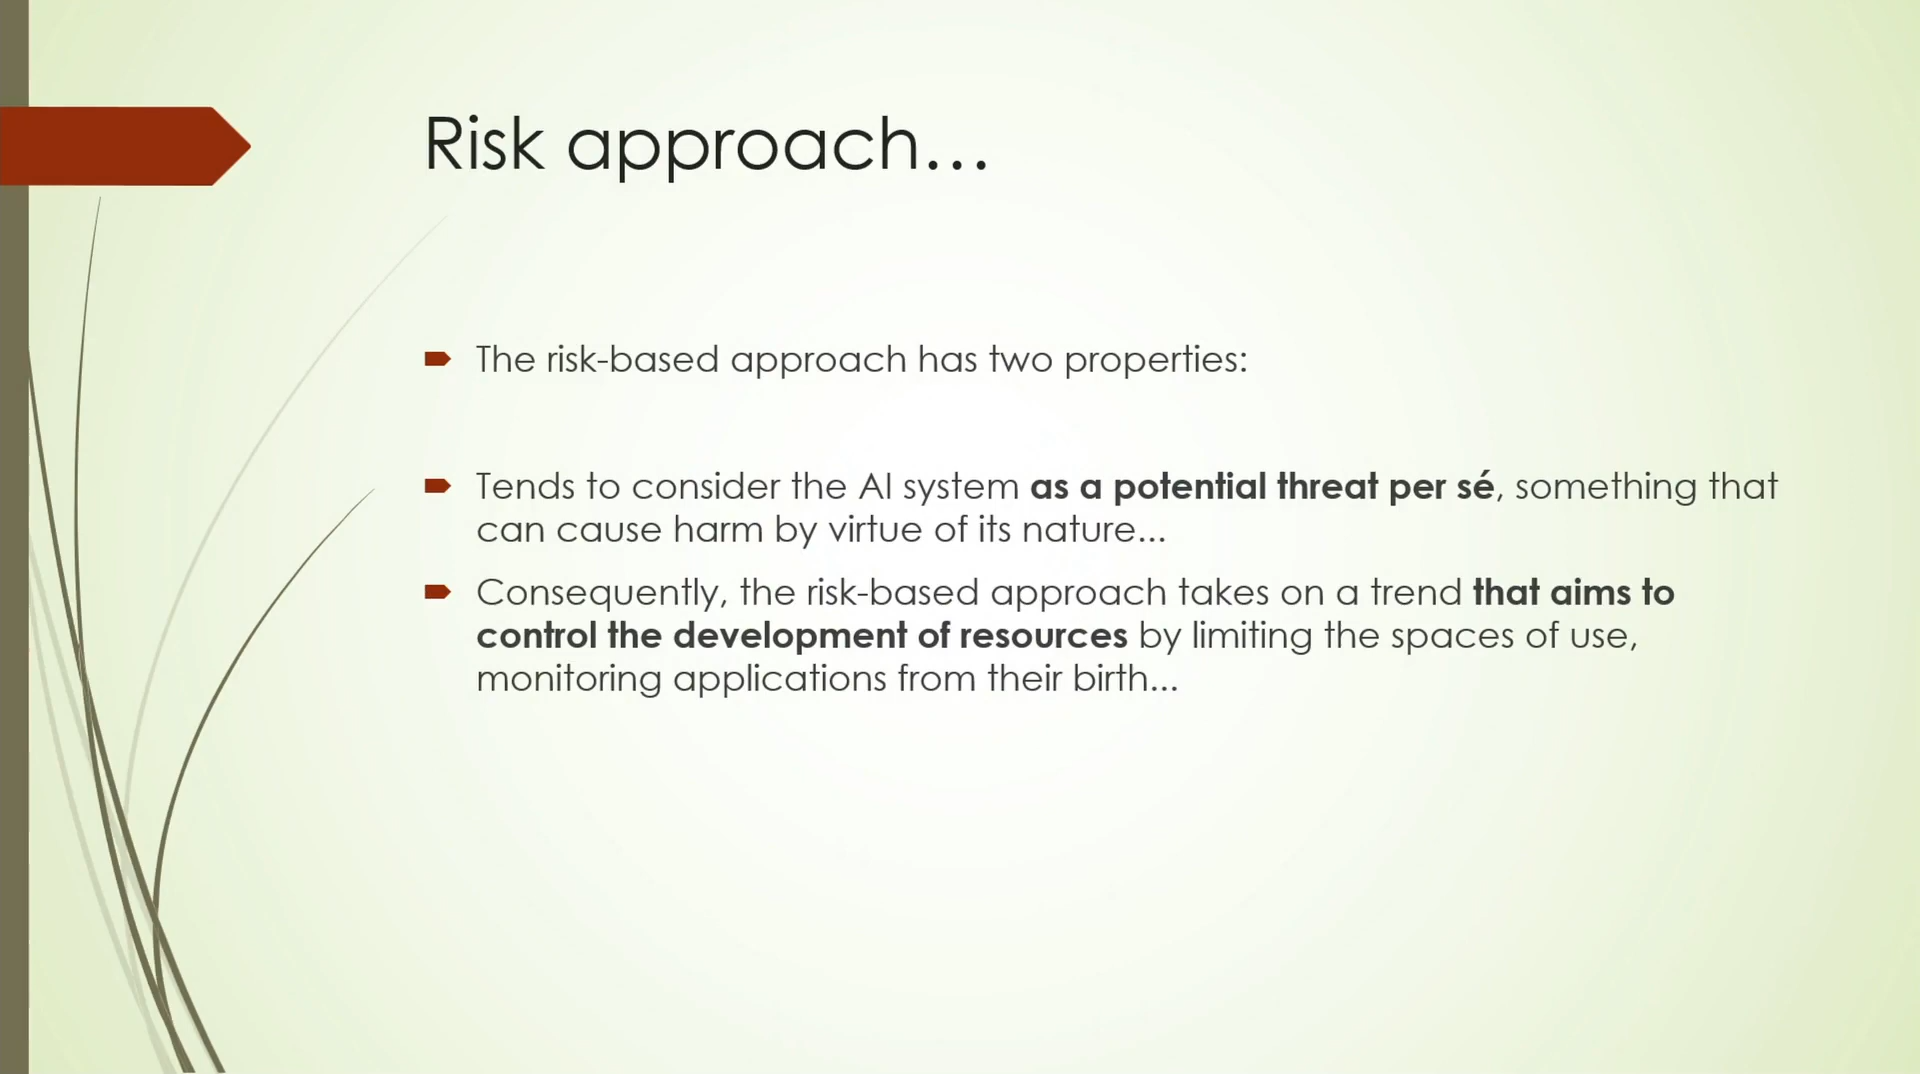 Risk approach...
The risk-based approach has two properties:
Tends to consider the AI system as a potential threat per sé, something that
can cause harm by virtue of its nature...
Consequently, the risk-based approach takes on a trend that aims to
control the development of resources by limiting the spaces of use,
monitoring applications from their birth...